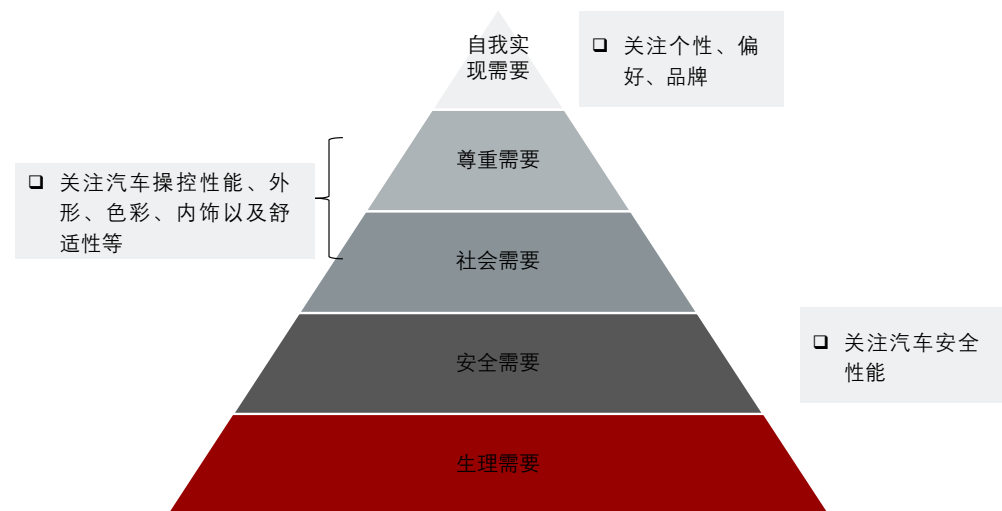 自我实
现需要
关注个性、偏
好、品牌
尊重需要
关注汽车操控性能、外
形、色彩、内饰以及舒
适性等
社会需要
安全需要
关注汽车安全
性能
生理需要